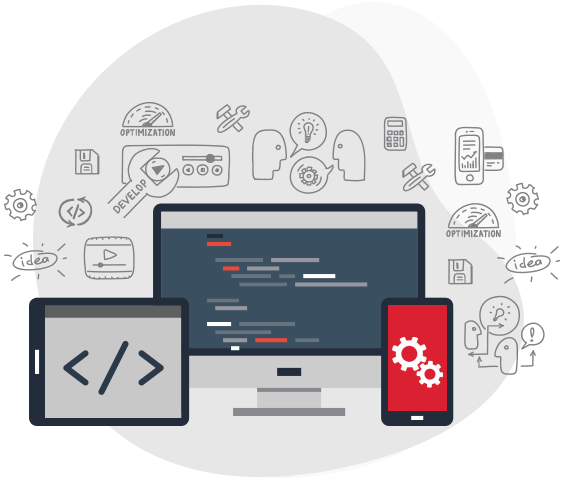 OPTIMIZATION
DEVELOP
</>
idea
OPTIMIZATION
idea
</>